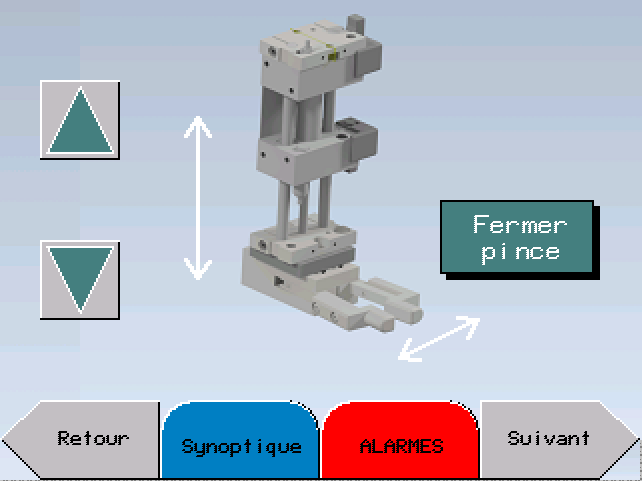 Fermer
pince
Retour
Synoptique
ALARMES
Suivant